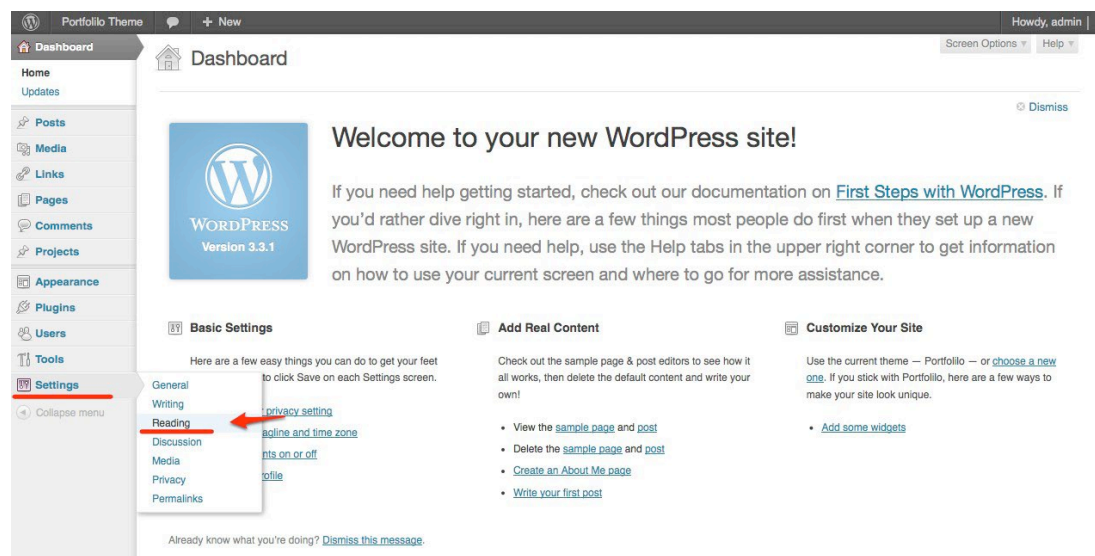 Portfolilo Theme + New Howdy, admin
Dashboard
Home
Updates
Posts
Media
Links
Pages
Comments
Projects
Appearance
Plugins
Users
Tools
Settings
Collapse menu
General
Writing
Reading
Discussion
Media
Privacy
Permalinks
Screen Options Help
Dashboard
Dismiss
WORDPRESS
Version 3.3.1
Welcome to your new WordPress site!
If you need help getting started, check out our documentation on First Steps with WordPress. If
you'd rather dive right in, here are a few things most people do first when they set up a new
WordPress site. If you need help, use the Help tabs in the upper right corner to get information
on how to use your current screen and where to go for more assistance.
Basic Settings
Here are a few easy things you can do to get your feet
to click Save on each Settings screen.
privacy setting
tagline and time zone
on or off
Add Real Content
Check out the sample page & post editors to see how it
all works, then delete the default content and write your
own!
• View the sample page and post
• Delete the sample page and post
• Create an About Me page
• Write your first post
Customize Your Site
Use the current theme — Portfolilo — or choose a new
one. If you stick with Portfolilo, here are a few ways to
make your site look unique.
• Add some widgets
Already know what you're doing? Dismiss this message.